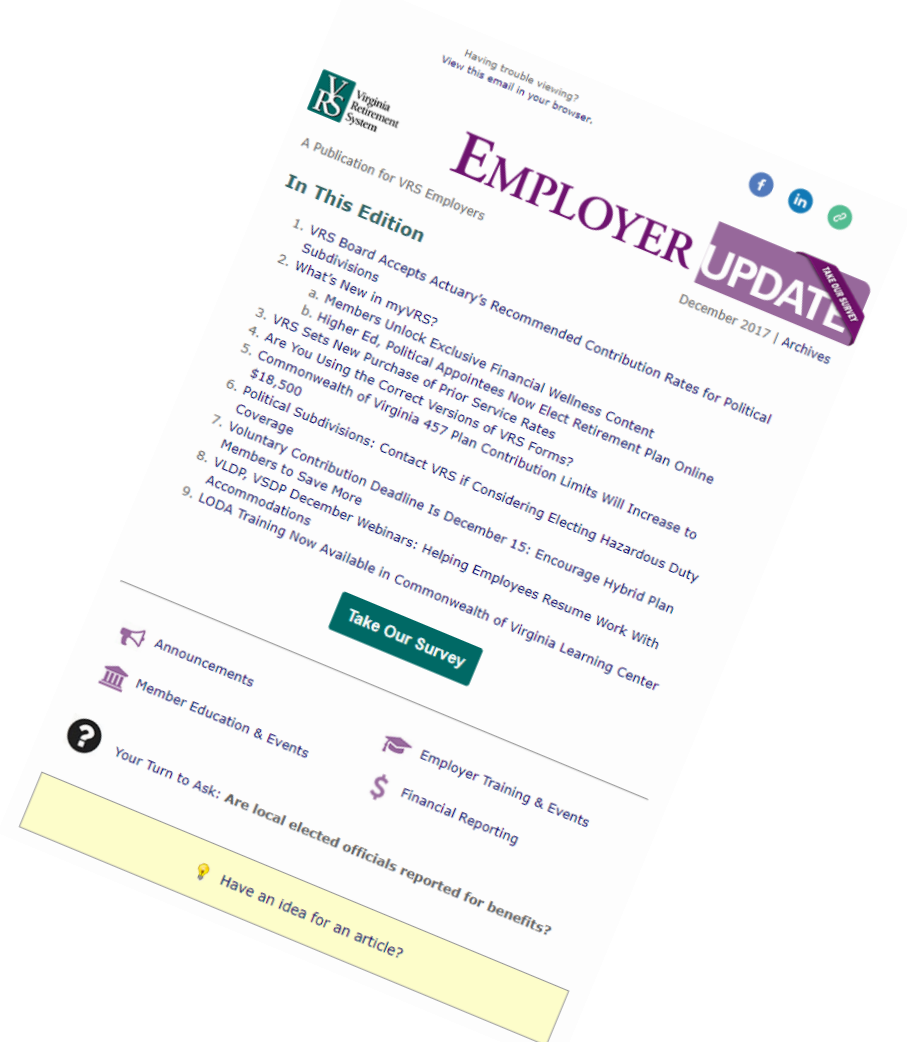 Having trouble viewing?
View this email in your browser.
VRS
Virginia
Retirement
System
A Publication for VRS Employers
EMPLOYER
UPDATE
TAKE OUR SURVEY
December 2017 | Archives
In This Edition
1. VRS Board Accepts Actuary's Recommended Contribution Rates for Political
Subdivisions
2. What's New in myVRS?
a. Members Unlock Exclusive Financial Wellness Content
b. Higher Ed, Political Appointees Now Elect Retirement Plan Online
3. VRS Sets New Purchase of Prior Service Rates
4. Are You Using the Correct Versions of VRS Forms?
5. Commonwealth of Virginia 457 Plan Contribution Limits Will Increase to
$18,500
6. Political Subdivisions: Contact VRS if Considering Electing Hazardous Duty
Coverage
7. Voluntary Contribution Deadline Is December 15: Encourage Hybrid Plan
Members to Save More
8. VLDP, VSDP December Webinars: Helping Employees Resume Work With
Accommodations
9. LODA Training Now Available in Commonwealth of Virginia Learning Center
Take Our Survey
Announcements
Member Education & Events
Employer Training & Events
Financial Reporting
Your Turn to Ask: Are local elected officials reported for benefits?
Have an idea for an article?